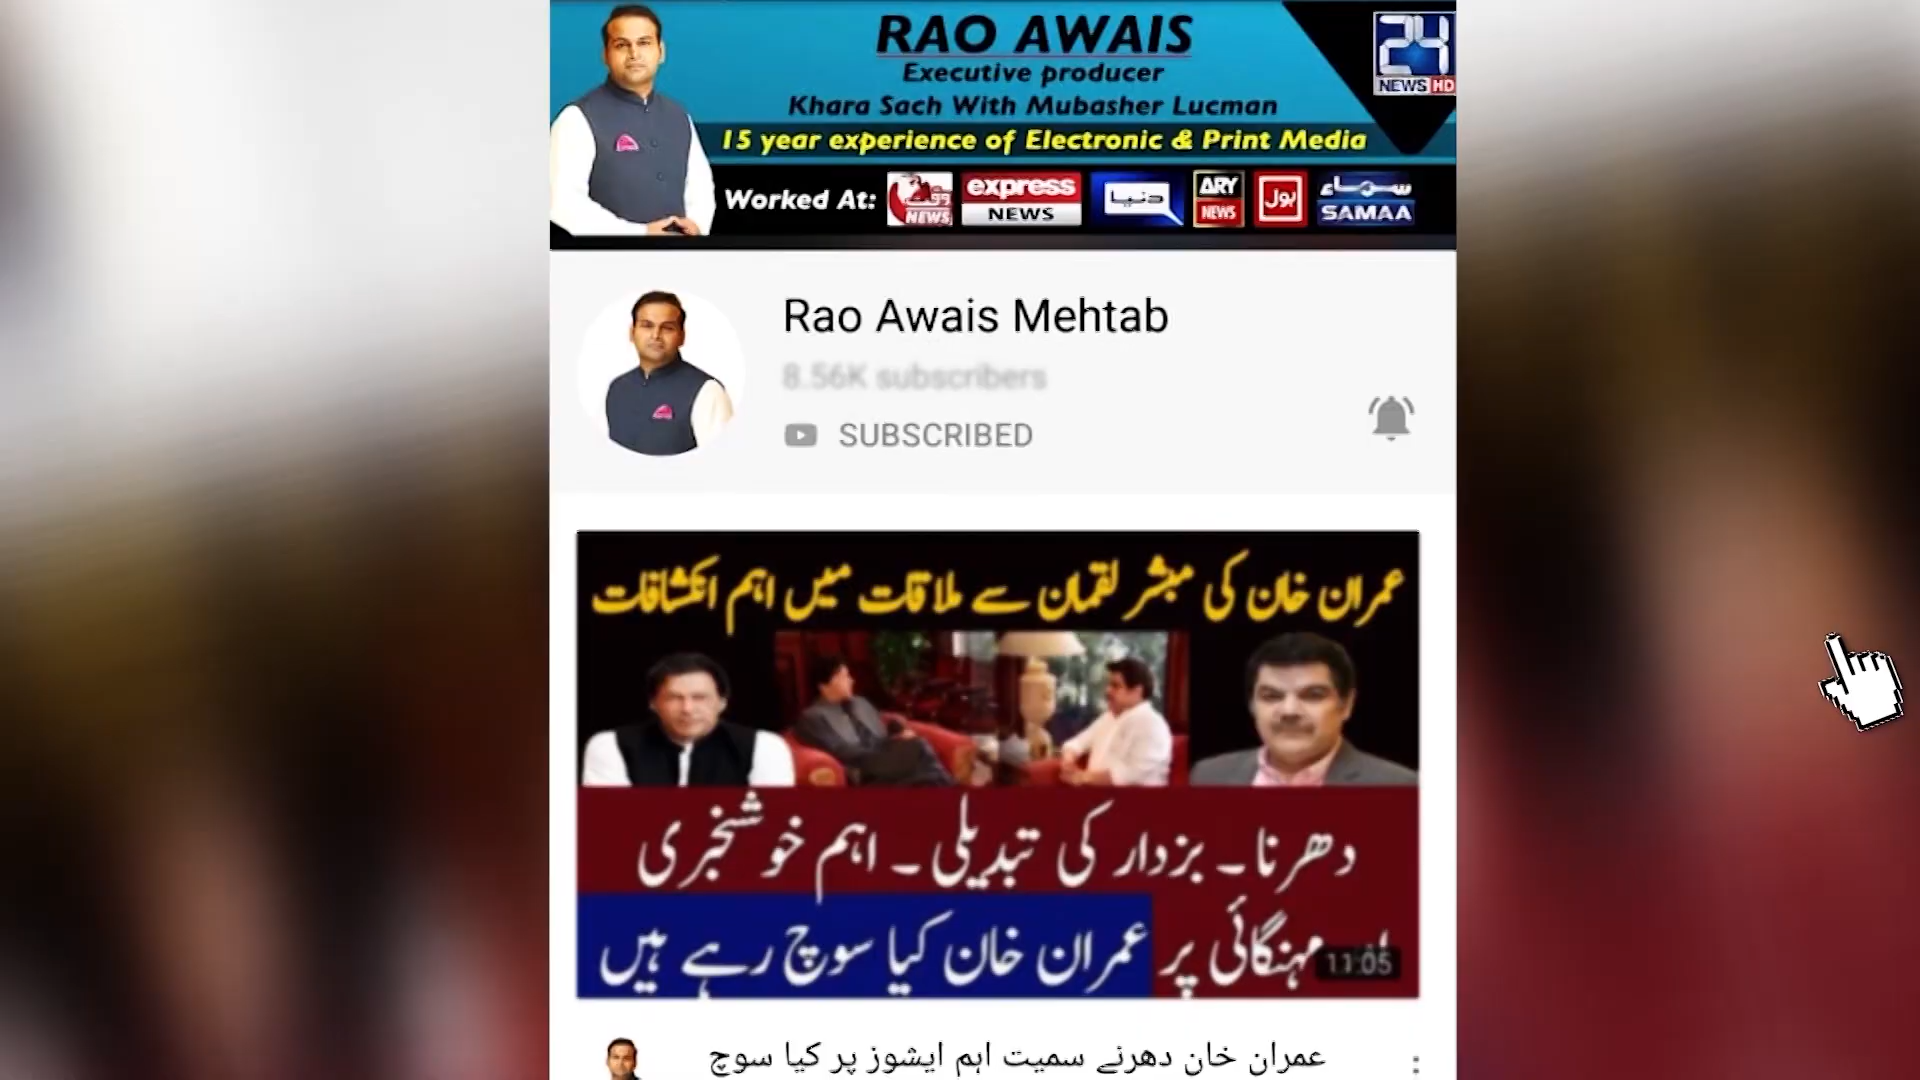 RAO AWAIS
Executive producer
Khara Sach With Mubasher Lucman
15 year experience of Electronic & Print Media
24
NEWS HD
Worked At:
NEWS
express
NEWS
دنیا
ARY
NEWS
بول
سماء
SAMAA
Rao Awais Mehtab
8.56K subscribers
SUBSCRIBED
عمران خان کی مبشر لقمان سے ملاقات میں اہم انکشافات
دھرنا ۔ بزدار کی تبدیلی ۔ اہم خوشخبری
مہنگائی پر عمران خان کیا سوچ رہے ہیں
11:05
عمران خان دھرنے سمیت اہم ایشوز پر کیا سوچ